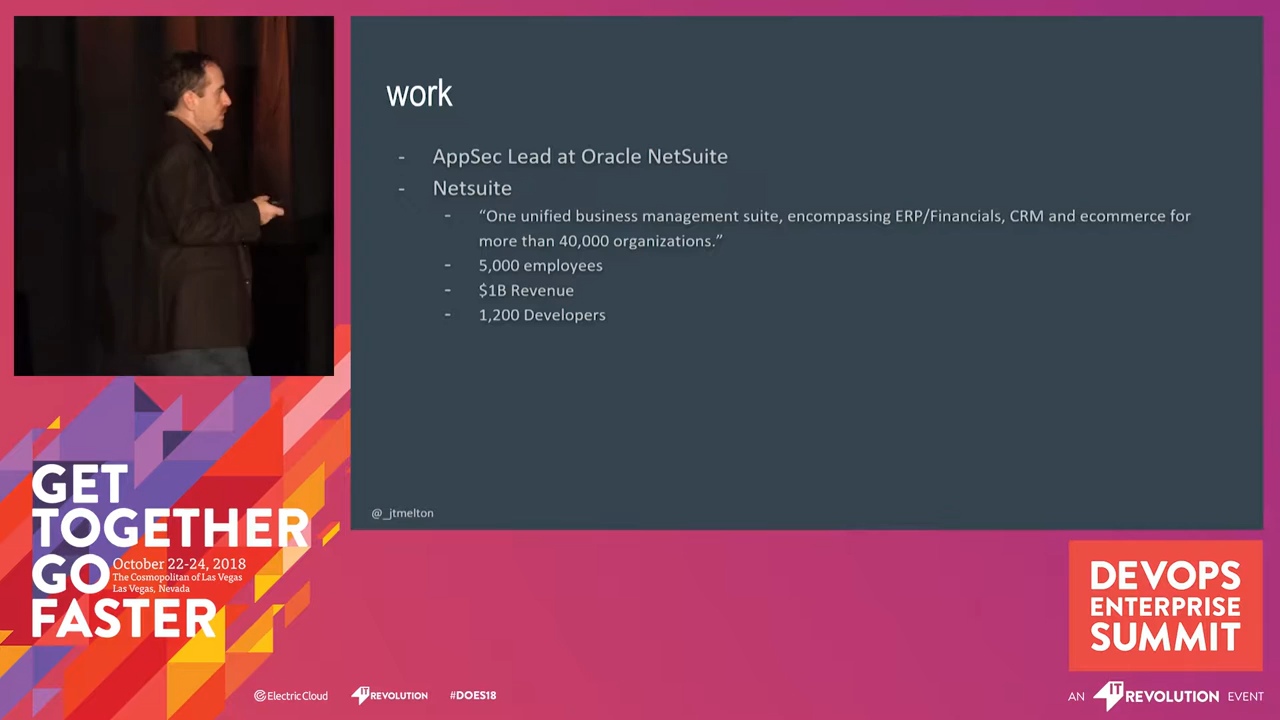 work
- AppSec Lead at Oracle NetSuite
- Netsuite
- “One unified business management suite, encompassing ERP/Financials, CRM and ecommerce for
more than 40,000 organizations.”
- 5,000 employees
- $1B Revenue
- 1,200 Developers
@_jtmelton
GET
TOGETHER
GO
FASTER
October 22-24, 2018
The Cosmopolitan of Las Vegas
Las Vegas, Nevada
DEVOPS
ENTERPRISE
SUMMIT
Electric Cloud
IT REVOLUTION
#DOES18
AN IT REVOLUTION EVENT